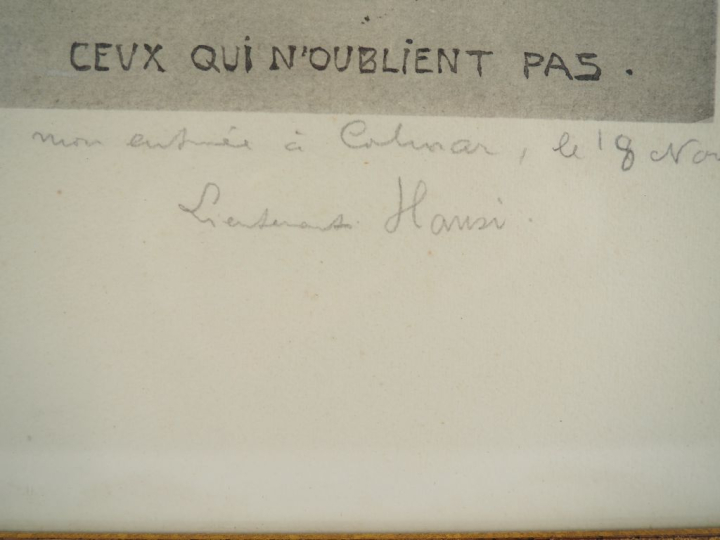 CEUX QUI N'OUBLIENT PAS.
mon entrée à Colmar, le 18 Nov
Lieutenant Hansi.